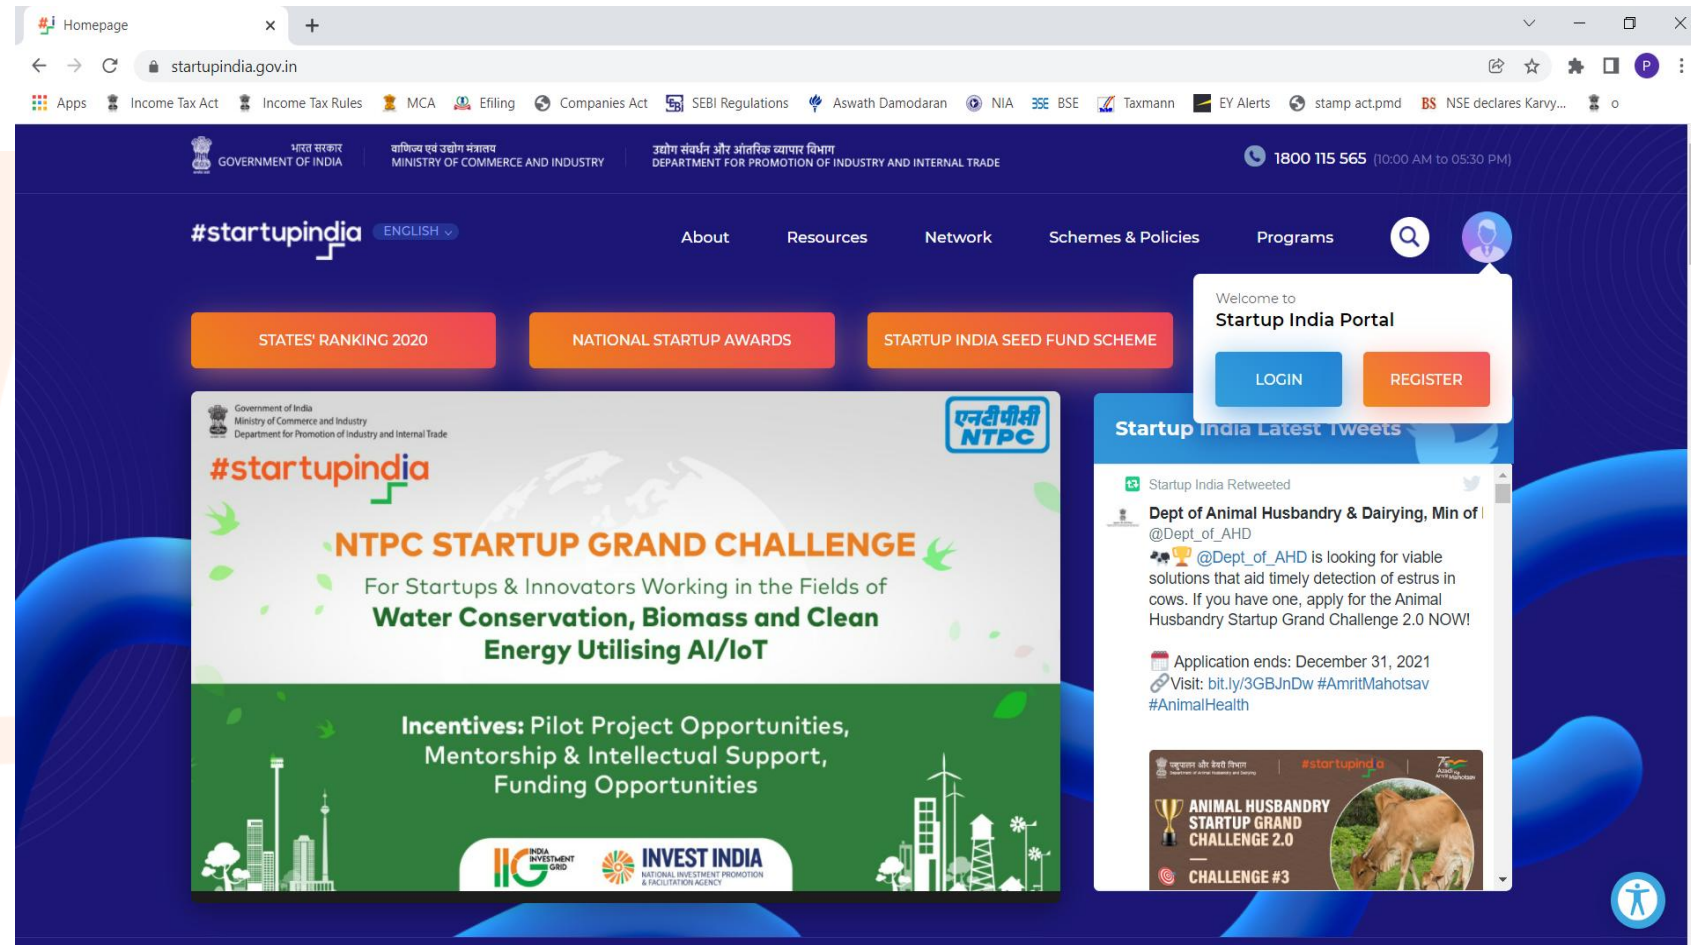 Homepage
startupindia.gov.in
P
Apps Income Tax Act Income Tax Rules MCA Efiling Companies Act SEBI Regulations Aswath Damodaran NIA BSE Taxmann EY Alerts stamp act.pmd BS NSE declares Karvy... o
भारत सरकार
GOVERNMENT OF INDIA
वाणिज्य एवं उद्योग मंत्रालय
MINISTRY OF COMMERCE AND INDUSTRY
उद्योग संवर्धन और आंतरिक व्यापार विभाग
DEPARTMENT FOR PROMOTION OF INDUSTRY AND INTERNAL TRADE
1800 115 565 (10:00 AM to 05:30 PM)
#startupindia ENGLISH
About Resources Network Schemes & Policies Programs
Welcome to
Startup India Portal
LOGIN REGISTER
STATES' RANKING 2020 NATIONAL STARTUP AWARDS STARTUP INDIA SEED FUND SCHEME
Government of India
Ministry of Commerce and Industry
Department for Promotion of Industry and Internal Trade
एनटीपीसी
NTPC
#startupindia
NTPC STARTUP GRAND CHALLENGE
For Startups & Innovators Working in the Fields of
Water Conservation, Biomass and Clean
Energy Utilising AI/IoT
Incentives: Pilot Project Opportunities,
Mentorship & Intellectual Support,
Funding Opportunities
IIG INDIA
INVESTMENT
GRID
INVEST INDIA
NATIONAL INVESTMENT PROMOTION
& FACILITATION AGENCY
Startup India Latest Tweets
Startup India Retweeted
Dept of Animal Husbandry & Dairying, Min of
@Dept_of_AHD
@Dept_of_AHD is looking for viable
solutions that aid timely detection of estrus in
cows. If you have one, apply for the Animal
Husbandry Startup Grand Challenge 2.0 NOW!
Application ends: December 31, 2021
Visit: bit.ly/3GBJnDw #AmritMahotsav
#AnimalHealth
पशुपालन और डेयरी विभाग
#startupindia
ANIMAL HUSBANDRY
STARTUP GRAND
CHALLENGE 2.0
CHALLENGE #3